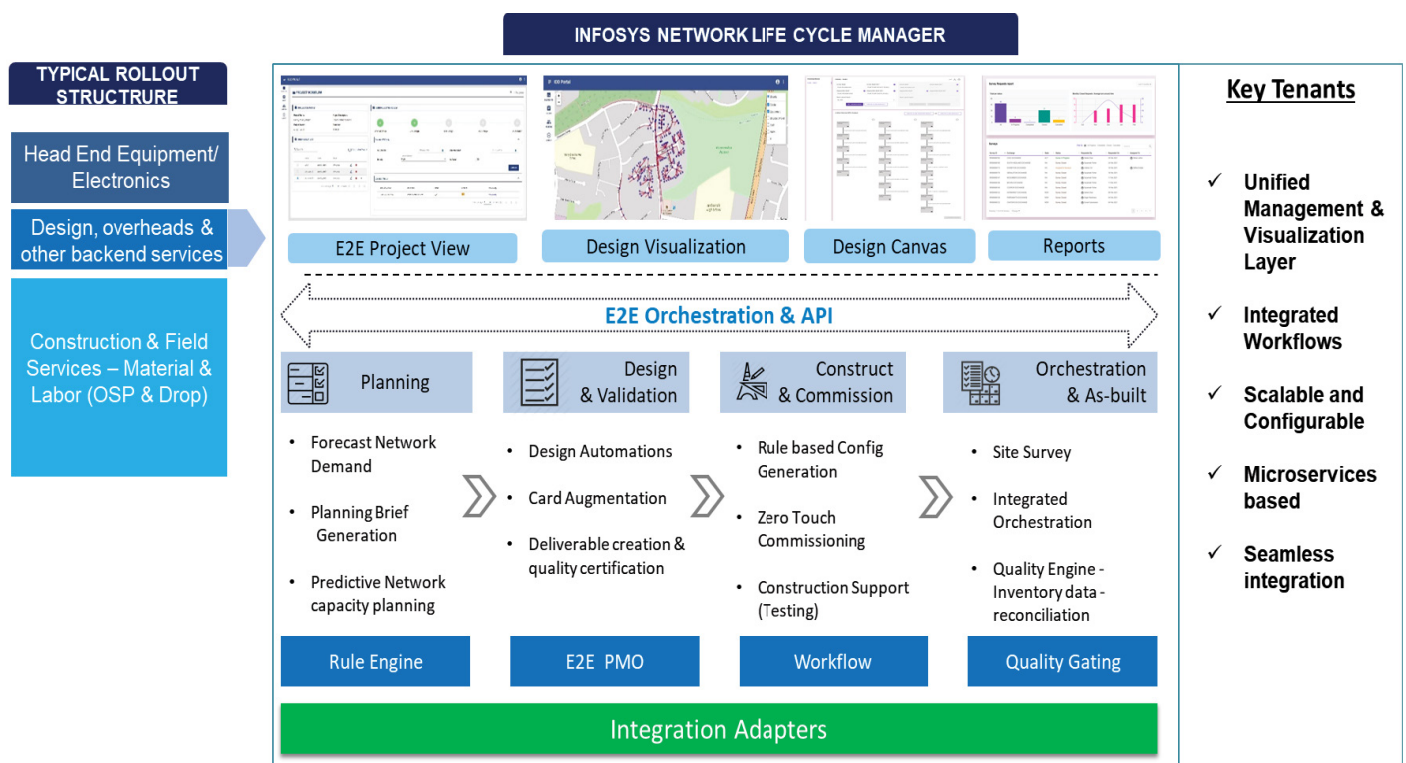 INFOSYS NETWORK LIFE CYCLE MANAGER
TYPICAL ROLLOUT
STRUCTRURE
Head End Equipment/
Electronics
Design, overheads &
other backend services
Construction & Field
Services – Material &
Labor (OSP & Drop)
E2E Project View
Design Visualization
Design Canvas
Reports
E2E Orchestration & API
Planning
Design
& Validation
Construct
& Commission
Orchestration
& As-built
• Forecast Network
Demand
• Planning Brief
Generation
• Predictive Network
capacity planning
• Design Automations
• Card Augmentation
• Deliverable creation &
quality certification
• Rule based Config
Generation
• Zero Touch
Commissioning
• Construction Support
(Testing)
• Site Survey
• Integrated
Orchestration
• Quality Engine -
Inventory data -
reconciliation
Rule Engine
E2E PMO
Workflow
Quality Gating
Integration Adapters
Key Tenants
✓ Unified
Management &
Visualization
Layer
✓ Integrated
Workflows
✓ Scalable and
Configurable
✓ Microservices
based
✓ Seamless
integration